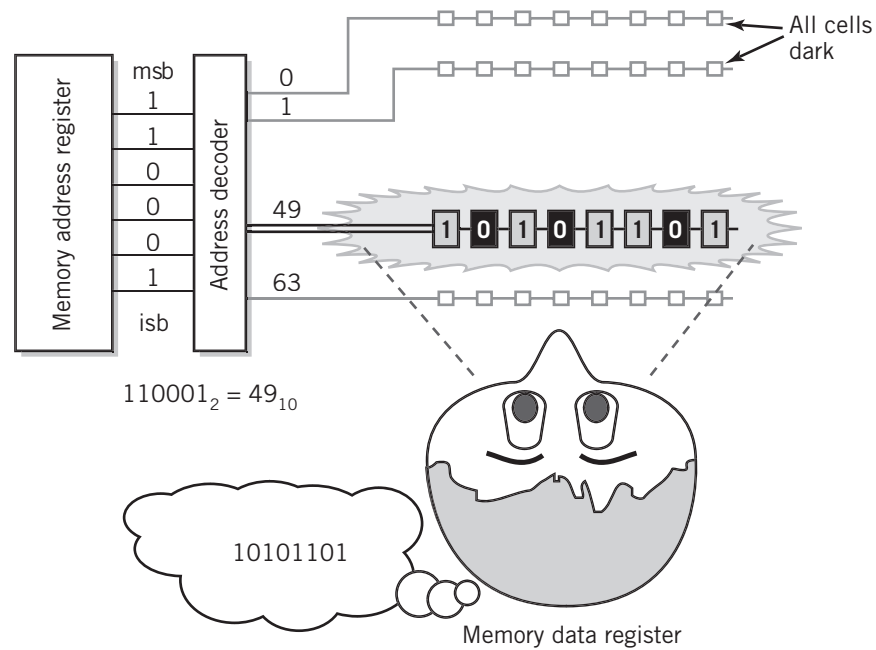 All cells
dark
Memory address register
msb
1
1
0
0
0
1
isb
Address decoder
0
1
49
1 0 1 0 1 1 0 1
63
110001₂ = 49₁₀
10101101
Memory data register